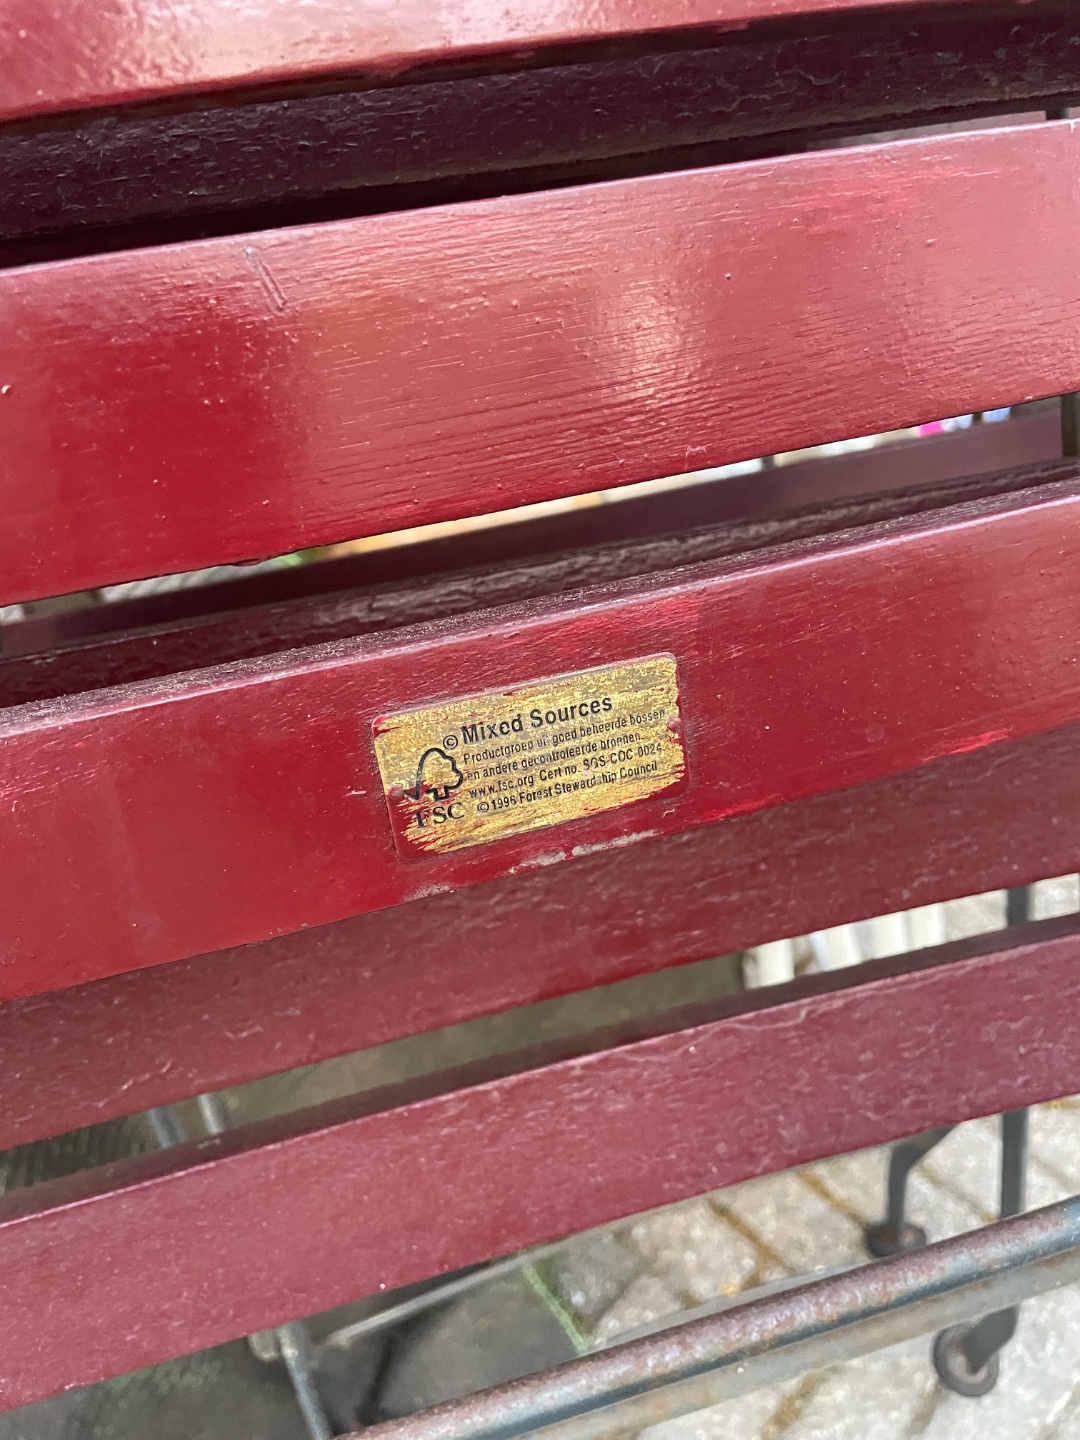 ©Mixed Sources
Productgroep uit goed beheerde bossen
en andere gecontroleerde bronnen.
www.fsc.org Cert no. SGS-COC-0024
©1996 Forest Stewardship Council
FSC